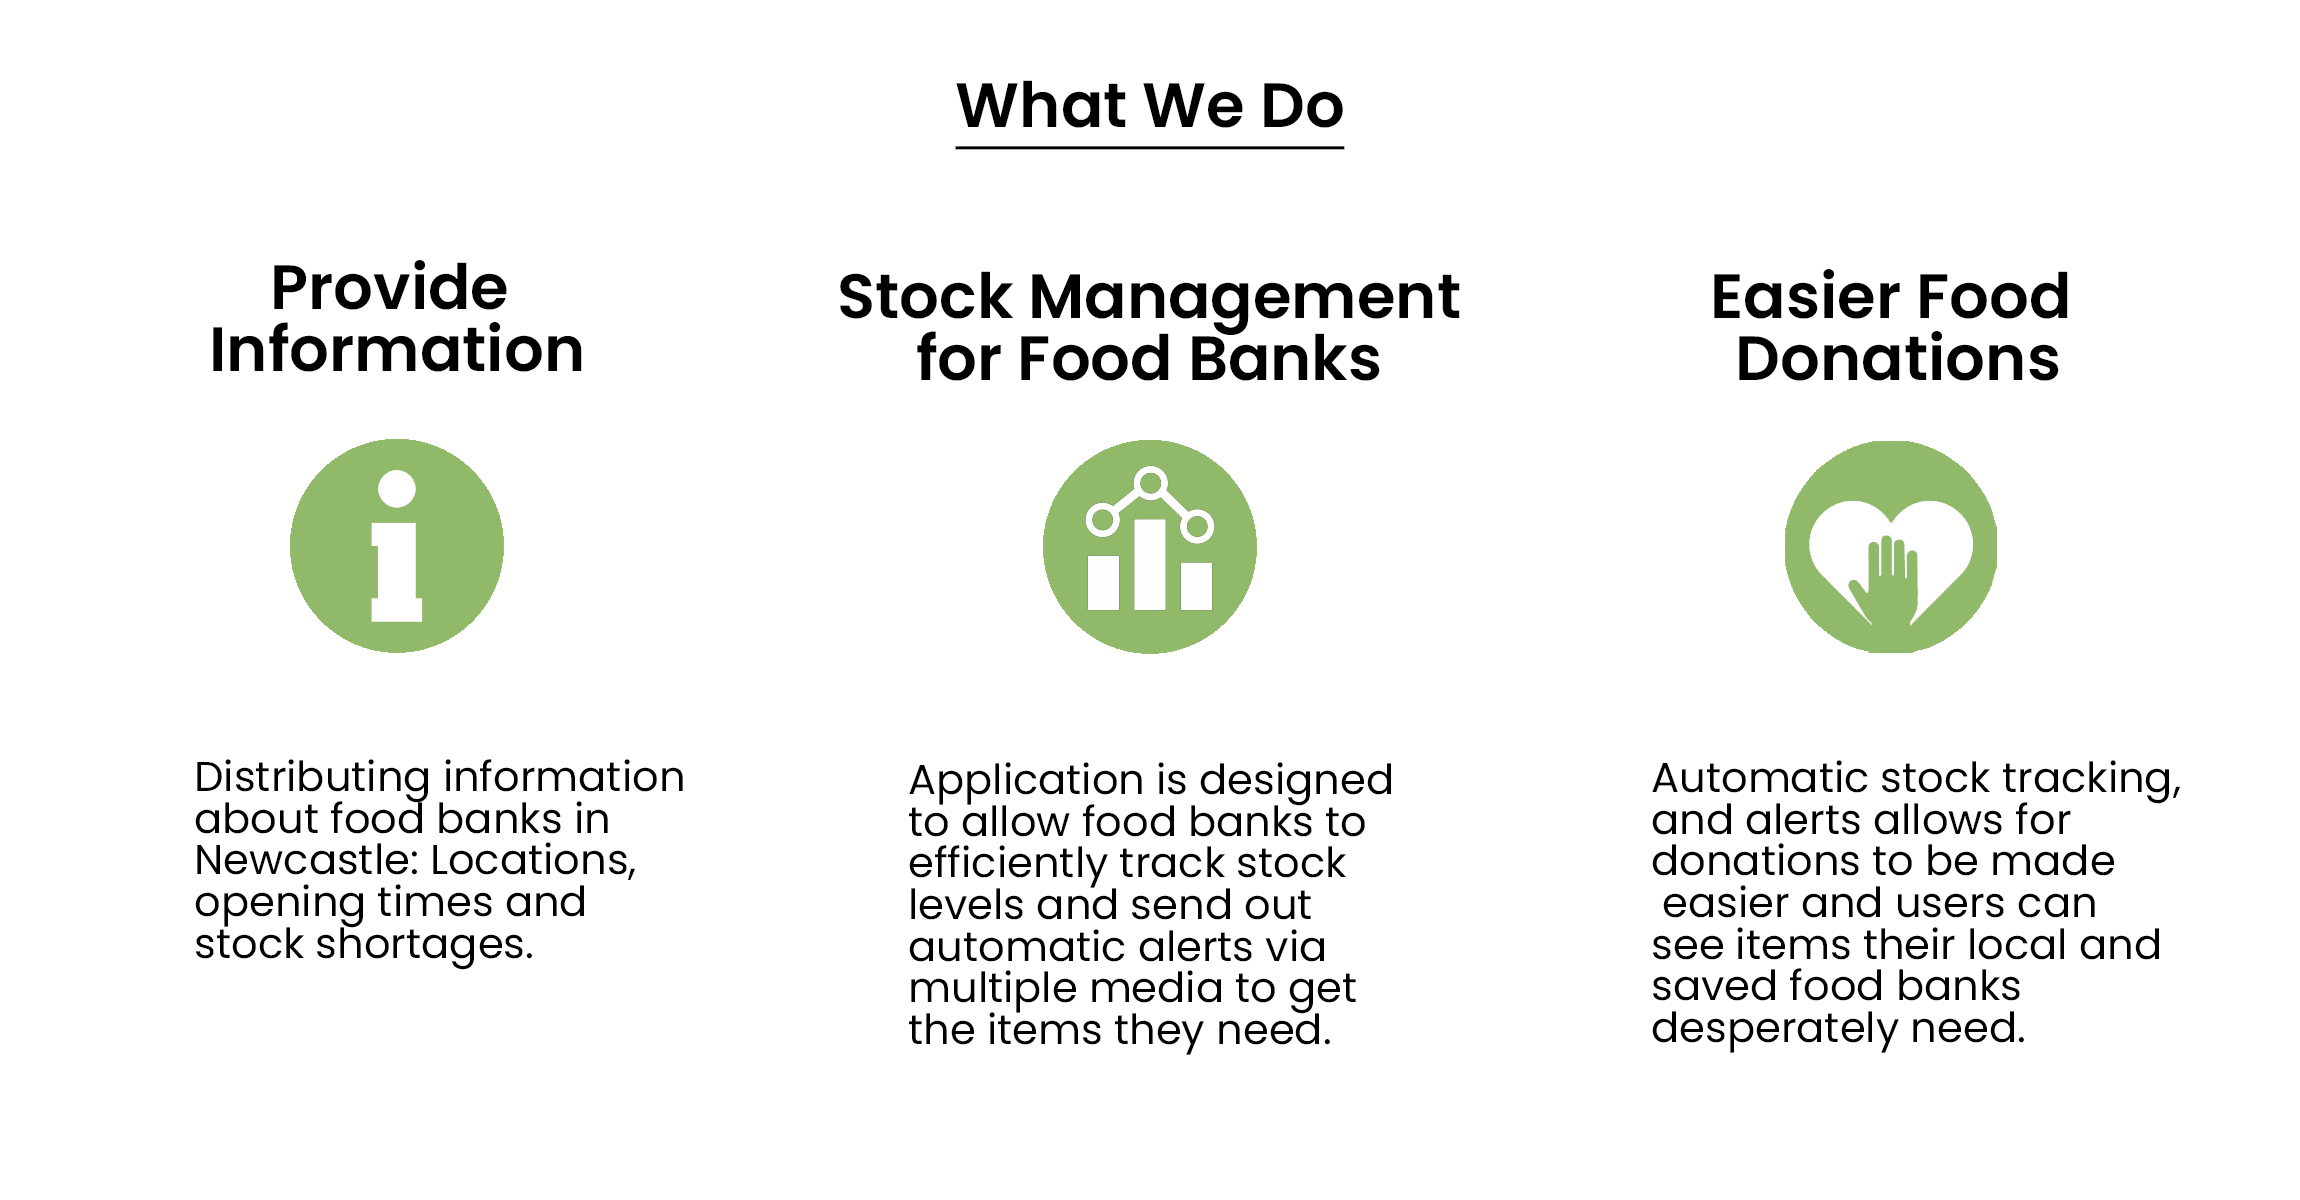 What We Do
Provide
Information
Stock Management
for Food Banks
Easier Food
Donations
Distributing information
about food banks in
Newcastle: Locations,
opening times and
stock shortages.
Application is designed
to allow food banks to
efficiently track stock
levels and send out
automatic alerts via
multiple media to get
the items they need.
Automatic stock tracking,
and alerts allows for
donations to be made
easier and users can
see items their local and
saved food banks
desperately need.